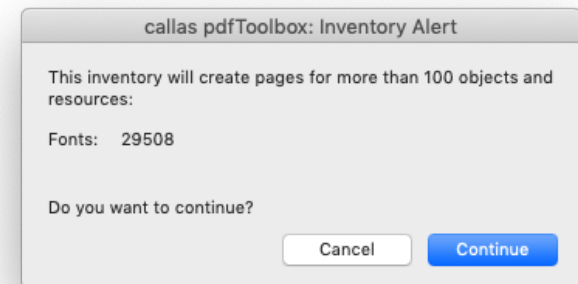 callas pdfToolbox: Inventory Alert
This inventory will create pages for more than 100 objects and
resources:
Fonts: 29508
Do you want to continue?
Cancel
Continue